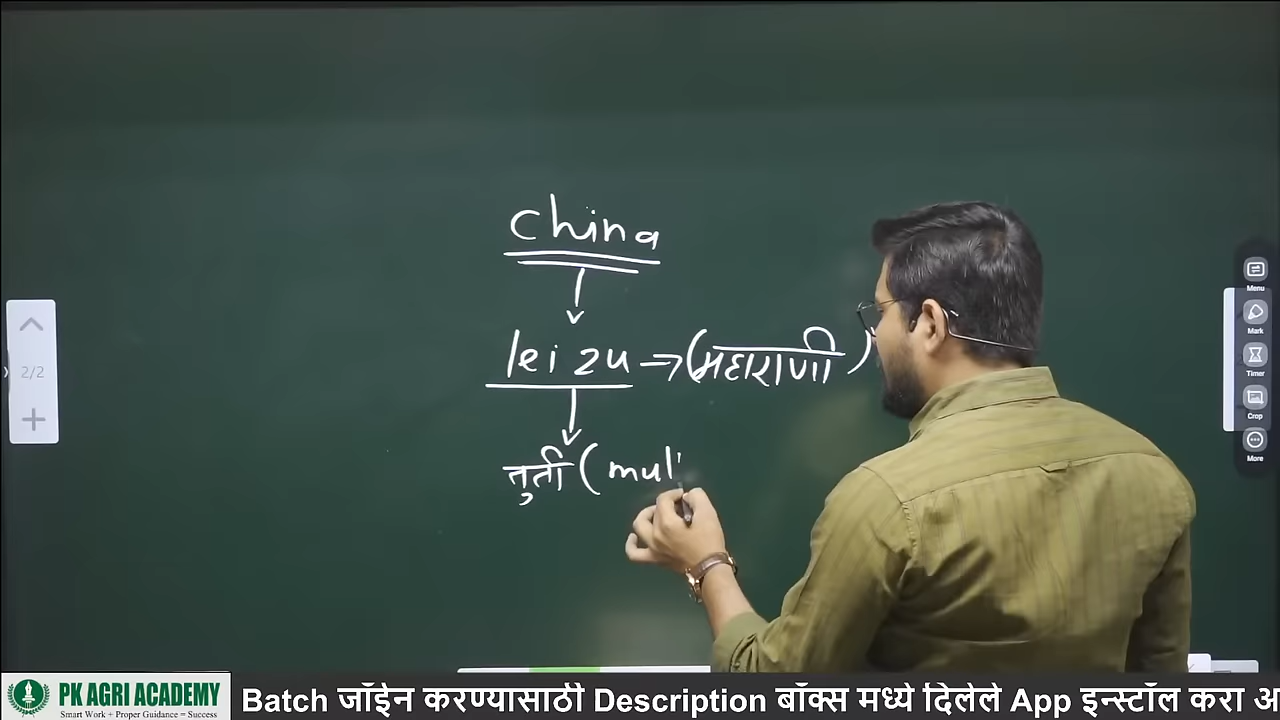 china
lei zu → (महाराणी)
तुती ( mul
2/2
Menu
Mark
Timer
Crop
More
PK AGRI ACADEMY
Smart Work + Proper Guidance = Success
Batch जॉईन करण्यासाठी Description बॉक्स मध्ये दिलेले App इन्स्टॉल करा अ